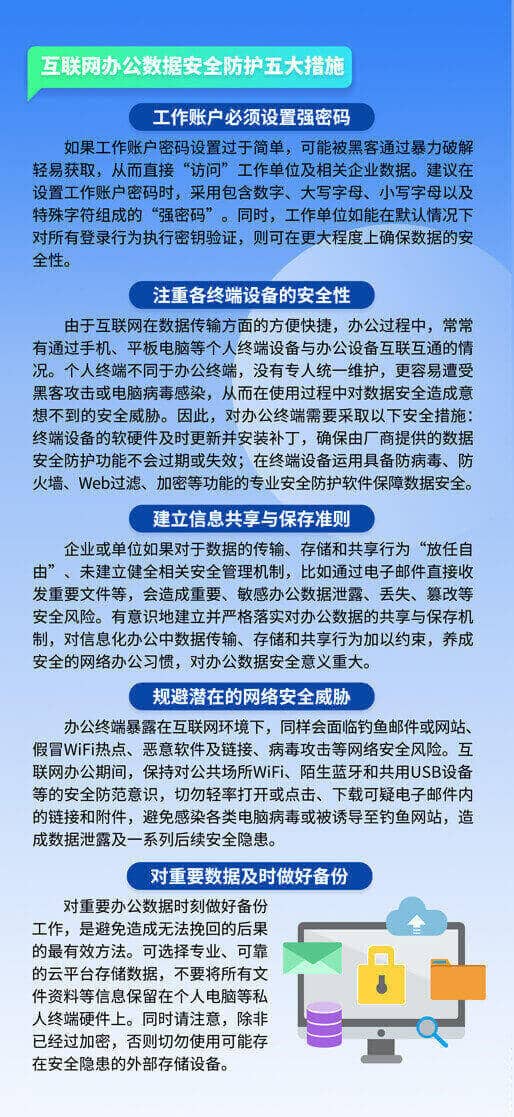 互联网办公数据安全防护五大措施
工作账户必须设置强密码
如果工作账户密码设置过于简单，可能被黑客通过暴力破解
轻易获取，从而直接“访问”工作单位及相关企业数据。建议在
设置工作账户密码时，采用包含数字、大写字母、小写字母以及
特殊字符组成的“强密码”。同时，工作单位如能在默认情况下
对所有登录行为执行密钥验证，则可在更大程度上确保数据的安
全性。
注重各终端设备的安全性
由于互联网在数据传输方面的方便快捷，办公过程中，常常
有通过手机、平板电脑等个人终端设备与办公设备互联互通的情
况。个人终端不同于办公终端，没有专人统一维护，更容易遭受
黑客攻击或电脑病毒感染，从而在使用过程中对数据安全造成意
想不到的安全威胁。因此，对办公终端需要采取以下安全措施：
终端设备的软硬件及时更新并安装补丁，确保由厂商提供的数据
安全防护功能不会过期或失效；在终端设备运用具备防病毒、防
火墙、Web过滤、加密等功能的专业安全防护软件保障数据安全。
建立信息共享与保存准则
企业或单位如果对于数据的传输、存储和共享行为“放任自
由”、未建立健全相关安全管理机制，比如通过电子邮件直接收
发重要文件等，会造成重要、敏感办公数据泄露、丢失、篡改等
安全风险。有意识地建立并严格落实对办公数据的共享与保存机
制，对信息化办公中数据传输、存储和共享行为加以约束，养成
安全的网络办公习惯，对办公数据安全意义重大。
规避潜在的网络安全威胁
办公终端暴露在互联网环境下，同样会面临钓鱼邮件或网站、
假冒WiFi热点、恶意软件及链接、病毒攻击等网络安全风险。互
联网办公期间，保持对公共场所WiFi、陌生蓝牙和共用USB设备
等的安全防范意识，切勿轻率打开或点击、下载可疑电子邮件内
的链接和附件，避免感染各类电脑病毒或被诱导至钓鱼网站，造
成数据泄露及一系列后续安全隐患。
对重要数据及时做好备份
对重要办公数据时刻做好备份
工作，是避免造成无法挽回的后果
的最有效方法。可选择专业、可靠
的云平台存储数据，不要将所有文
件资料等信息保留在个人电脑等私
人终端硬件上。同时请注意，除非
已经过加密，否则切勿使用可能存
在安全隐患的外部存储设备。